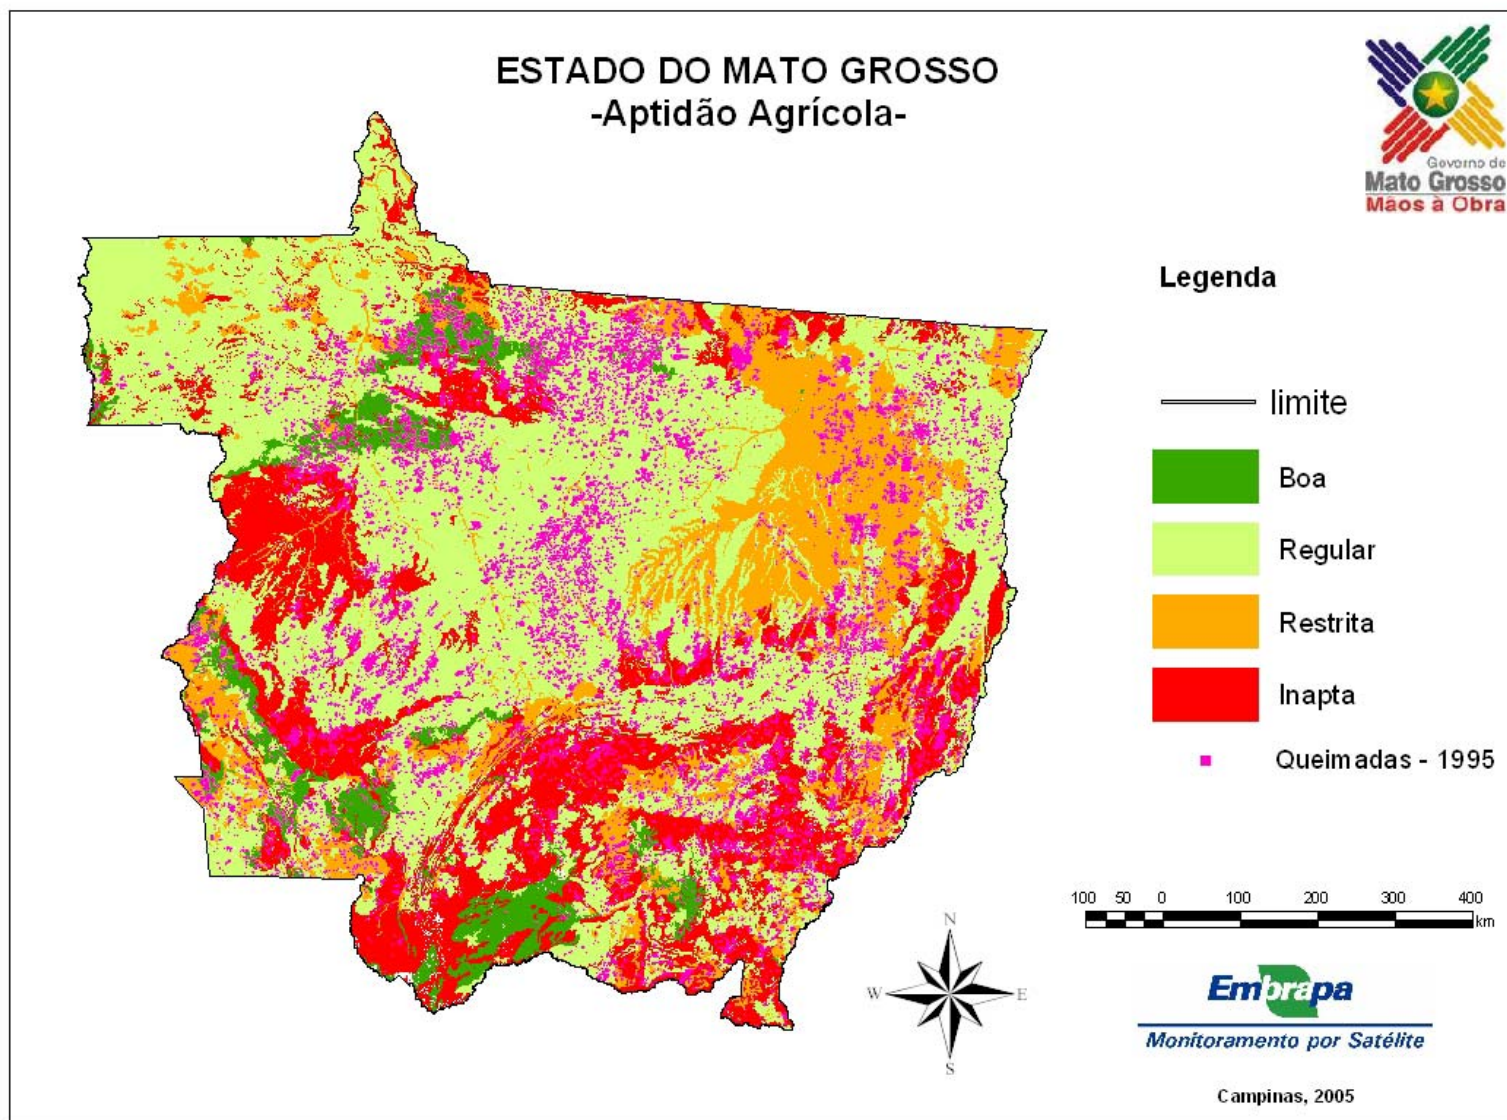 ESTADO DO MATO GROSSO
-Aptidão Agrícola-
Governo de
Mato Grosso
Mãos à Obra
Legenda
limite
Boa
Regular
Restrita
Inapta
Queimadas - 1995
100 50 0 100 200 300 400
km
N
W E
S
Embrapa
Monitoramento por Satélite
Campinas, 2005